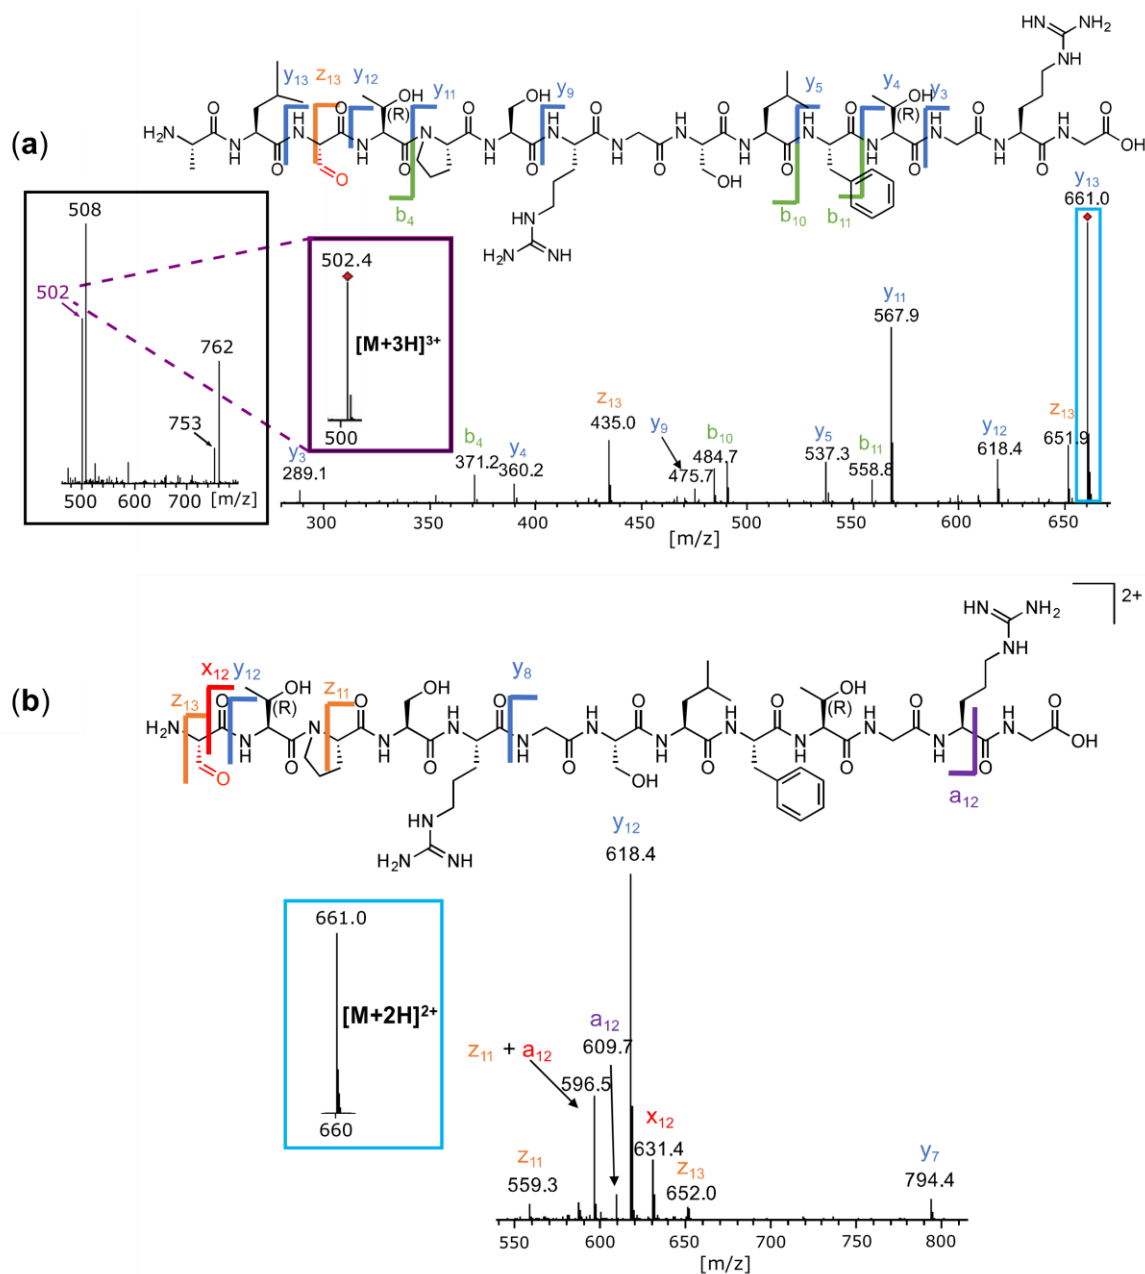 (a)
HN NH₂
NH
y₁₃ z₁₃ y₁₂ y₁₁ y₉ y₅ y₄ y₃
O O OH (R) O HO O OH (R) O O
H₂N N H H N O N H O N H N O H N O N H O H N O N H O H N O N H O H N O OH
O OH
b₄ b₁₀ b₁₁
HN
H₂N NH
508
502
762
753
500 600 700 [m/z]
502.4
[M+3H]³⁺
500
y₃
289.1
b₄
371.2
y₄
360.2
z₁₃
435.0
y₉
475.7
b₁₀
484.7
y₅
537.3
b₁₁
558.8
y₁₁
567.9
y₁₂
618.4
z₁₃
651.9
y₁₃
661.0
300 350 400 450 500 550 600 650
[m/z]
(b)
2+
HN NH₂
NH
z₁₃ x₁₂ y₁₂ z₁₁ y₈
O OH (R) O HO O OH (R) O O
H₂N N H O N H N O N H O N H O H N O N H O H N O N H O H N O OH
O OH
a₁₂
HN
H₂N NH
661.0
[M+2H]²⁺
660
y₁₂
618.4
a₁₂
609.7
z₁₁ + a₁₂
596.5
x₁₂
631.4
z₁₁
559.3
z₁₃
652.0
y₇
794.4
550 600 650 700 750 800
[m/z]